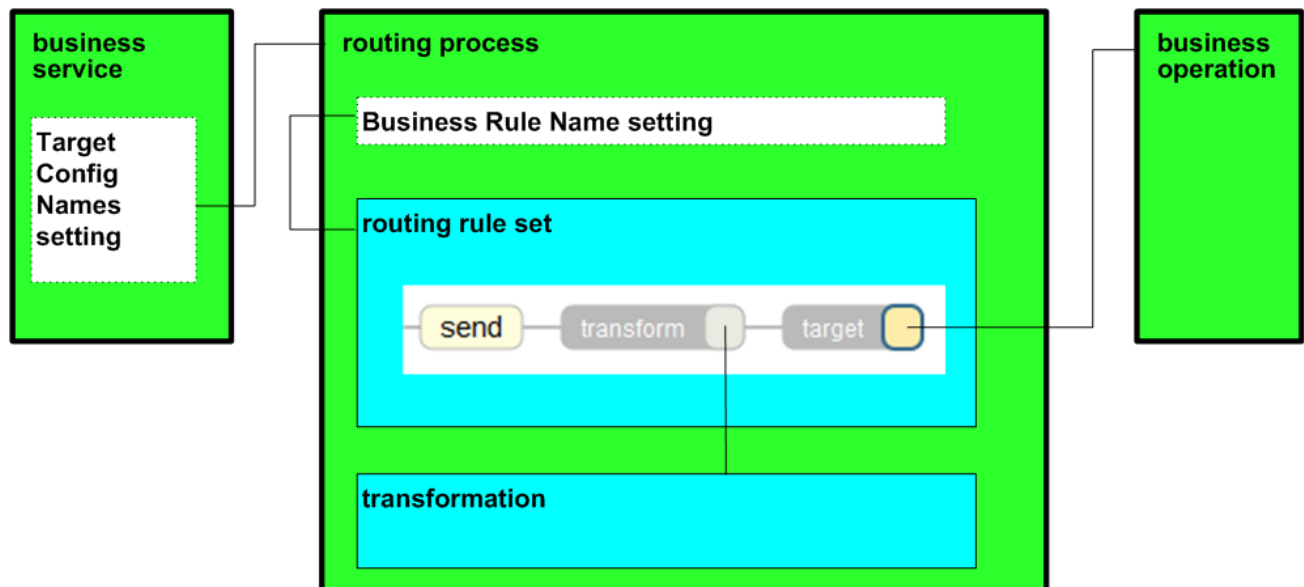 business
service
Target
Config
Names
setting
routing process
Business Rule Name setting
routing rule set
send
transform
target
transformation
business
operation